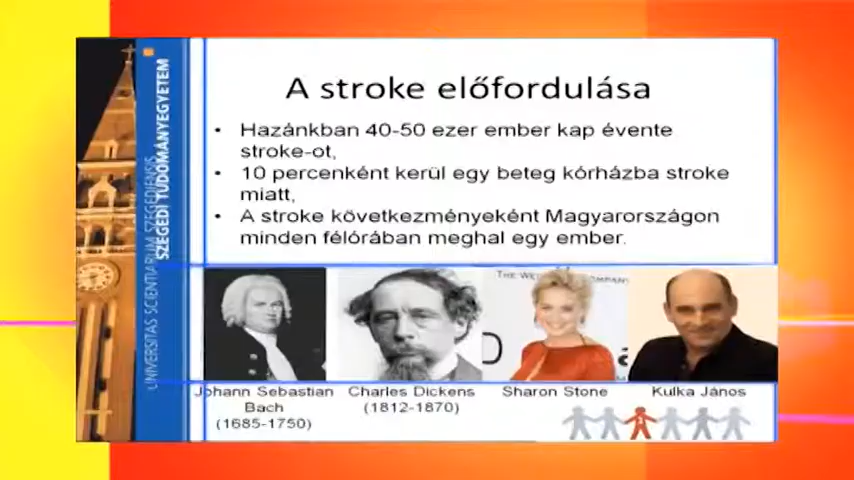 A stroke előfordulása
• Hazánkban 40-50 ezer ember kap évente
stroke-ot,
• 10 percenként kerül egy beteg kórházba stroke
miatt,
• A stroke következményeként Magyarországon
minden félórában meghal egy ember.
UNIVERSITAS SCIENTIARUM SZEGEDIENSIS
SZEGEDI TUDOMÁNYEGYETEM
Johann Sebastian
Bach
(1685-1750)
Charles Dickens
(1812-1870)
Sharon Stone
Kulka János